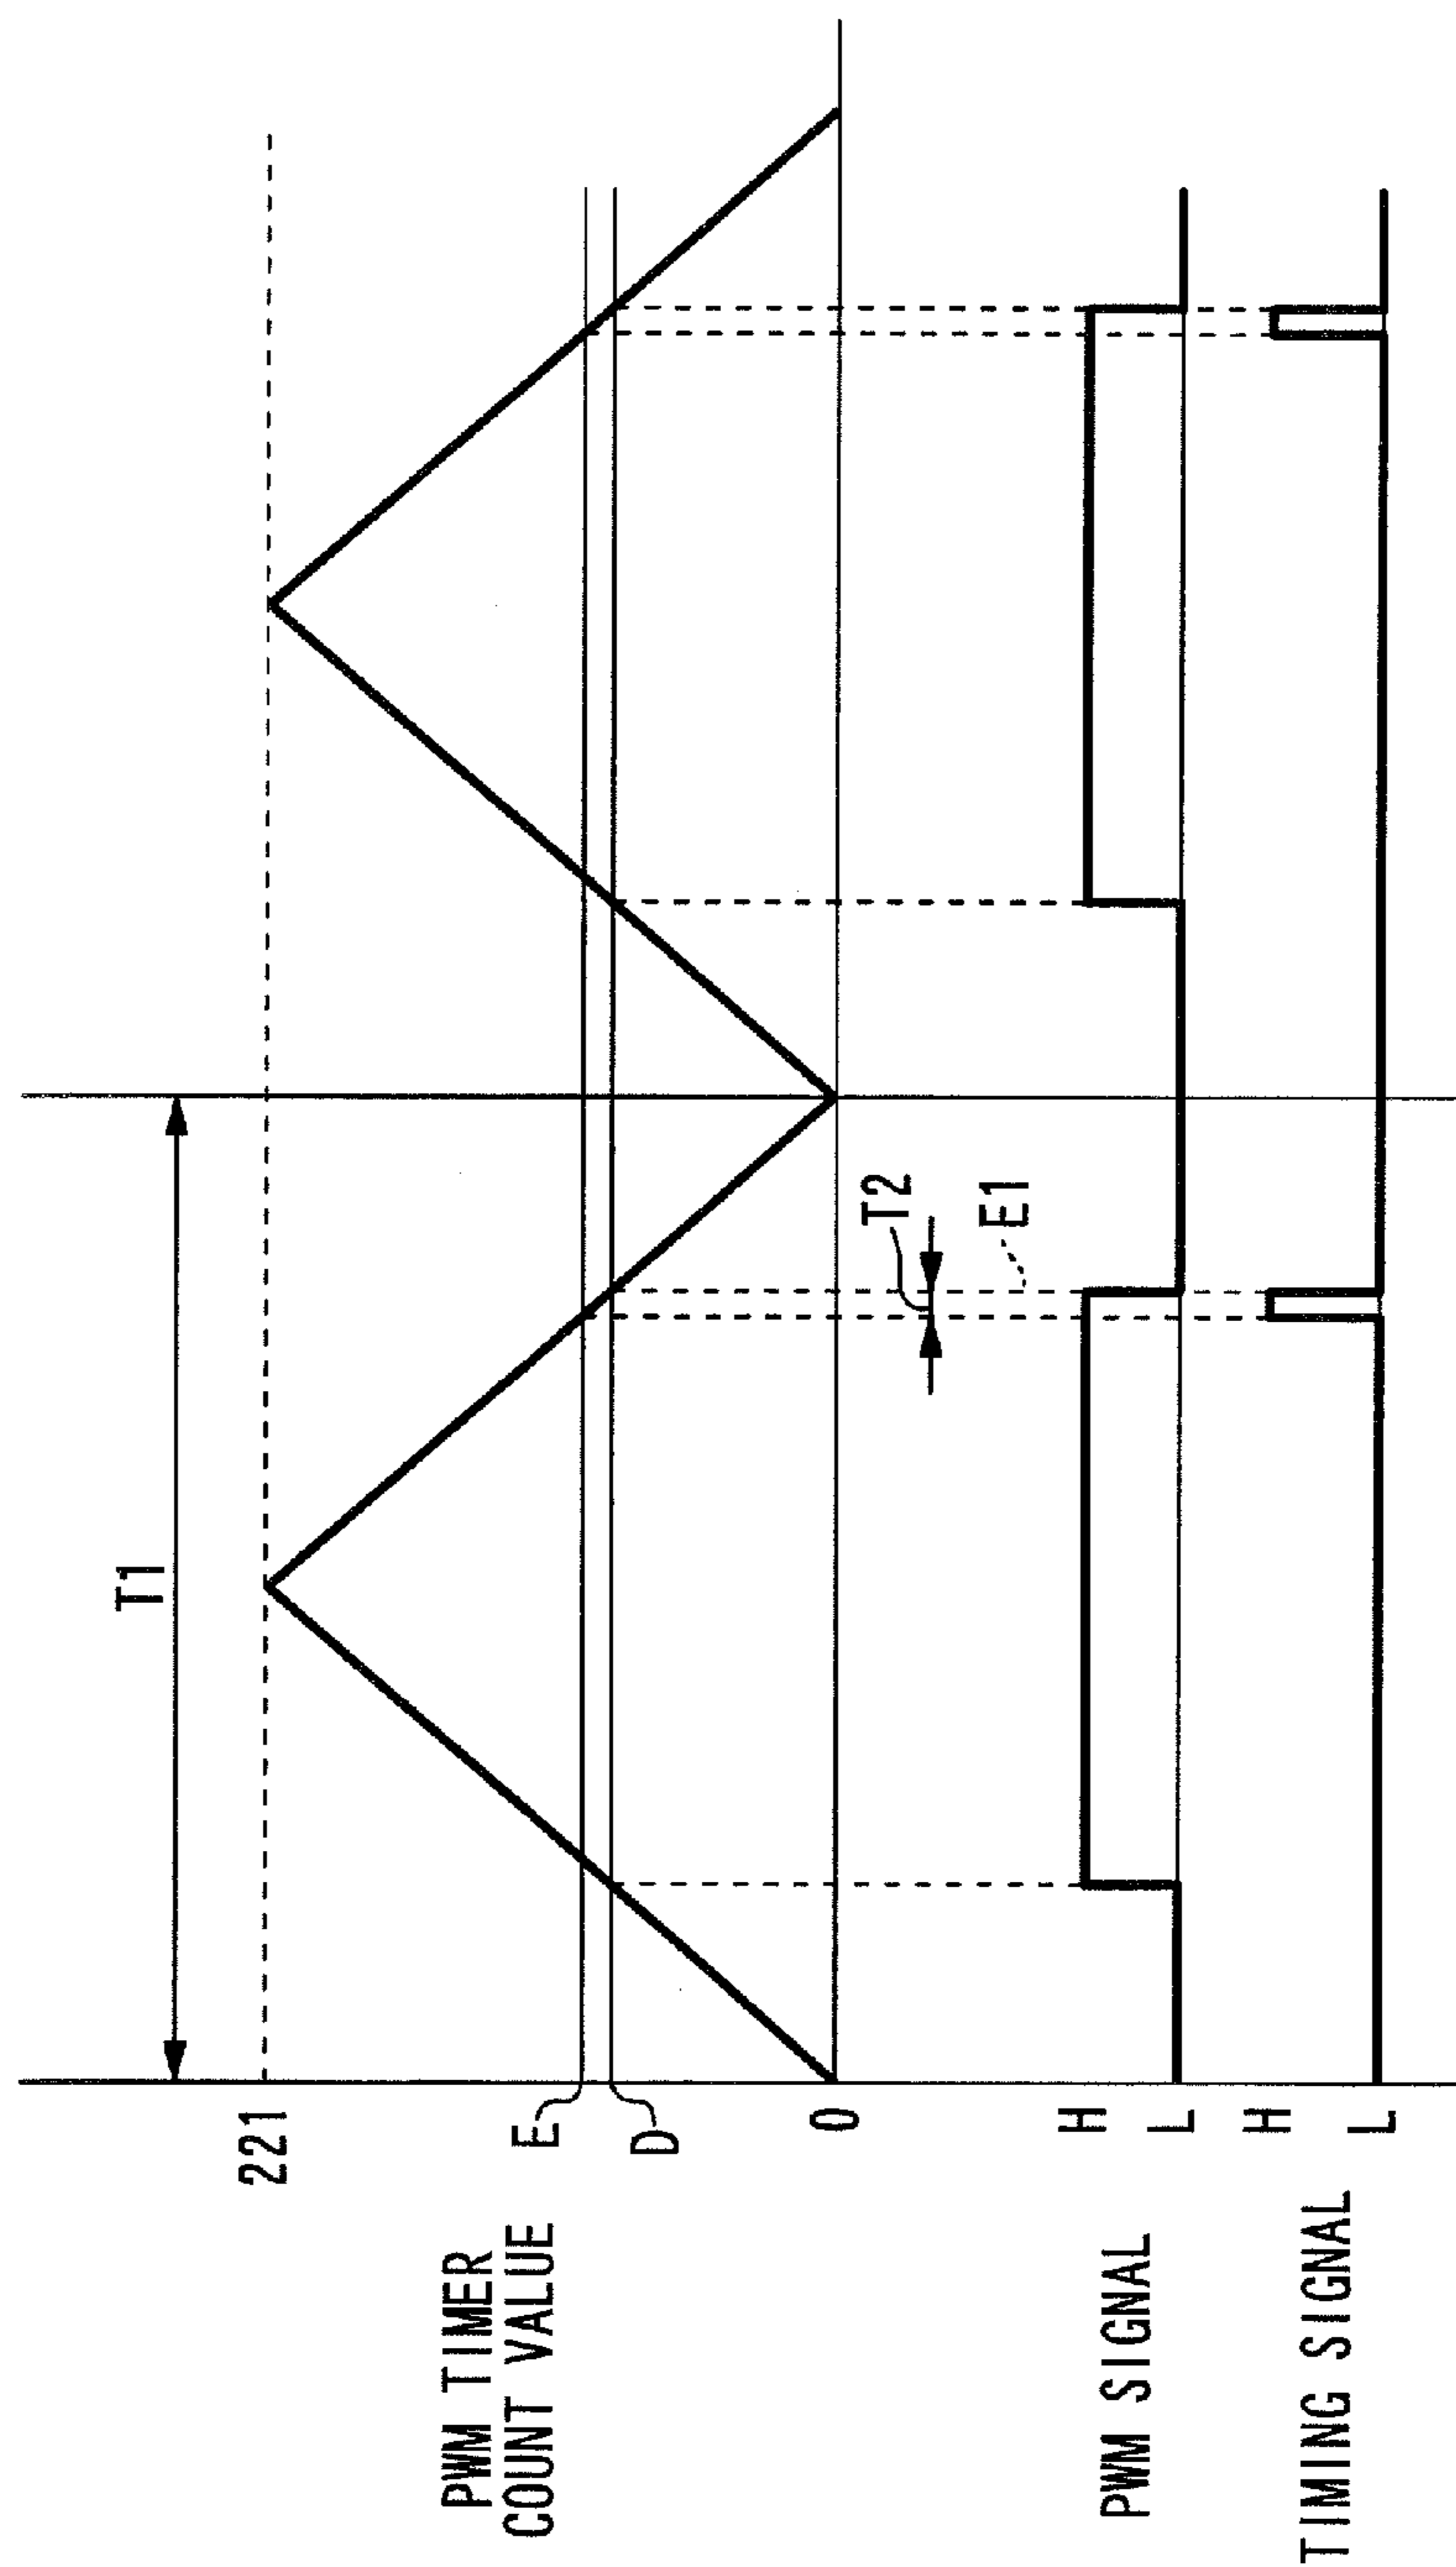 T1
221
PWM TIMER
COUNT VALUE
E
D
0
T2
E1
PWM SIGNAL
H
L
TIMING SIGNAL
H
L